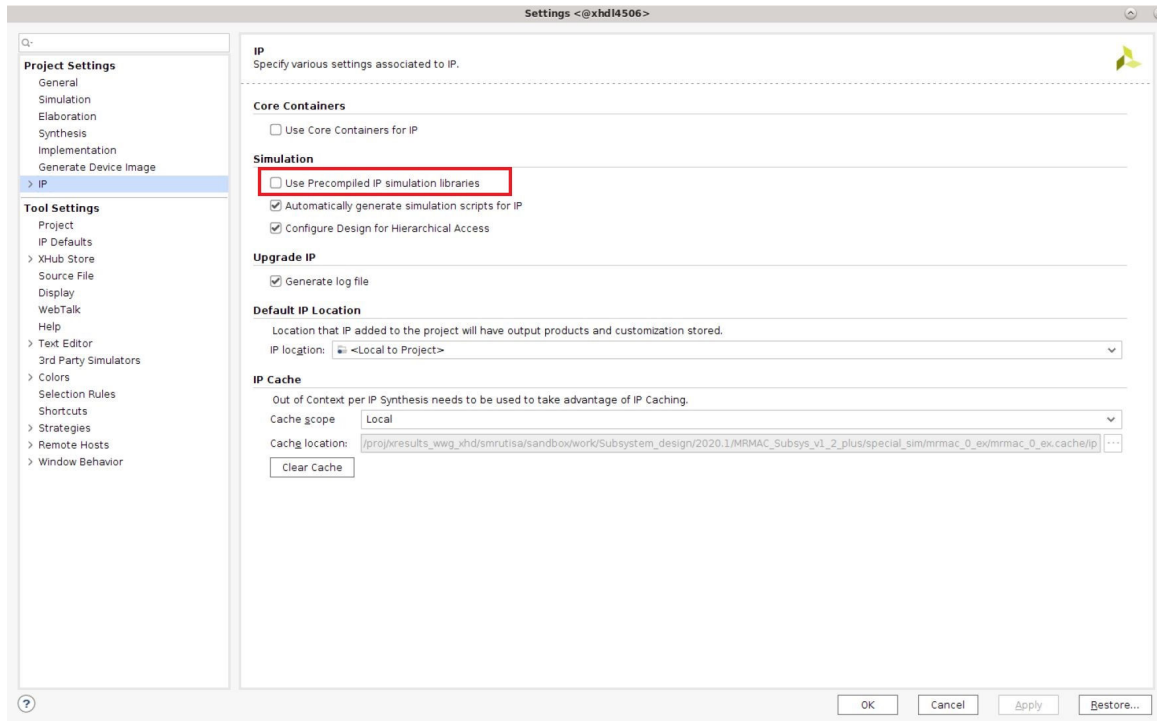 Settings <@xhdl4506>
Q-
Project Settings
General
Simulation
Elaboration
Synthesis
Implementation
Generate Device Image
> IP
Tool Settings
Project
IP Defaults
> XHub Store
Source File
Display
WebTalk
Help
> Text Editor
3rd Party Simulators
> Colors
Selection Rules
Shortcuts
> Strategies
> Remote Hosts
> Window Behavior
IP
Specify various settings associated to IP.
Core Containers
Use Core Containers for IP
Simulation
Use Precompiled IP simulation libraries
Automatically generate simulation scripts for IP
Configure Design for Hierarchical Access
Upgrade IP
Generate log file
Default IP Location
Location that IP added to the project will have output products and customization stored.
IP location: <Local to Project>
IP Cache
Out of Context per IP Synthesis needs to be used to take advantage of IP Caching.
Cache scope Local
Cache location: /proj/xresults_wwg_xhd/smrutisa/sandbox/work/Subsystem_design/2020.1/MRMAC_Subsys_v1_2_plus/special_sim/mrmac_0_ex/mrmac_0_ex.cache/ip ...
Clear Cache
? OK Cancel Apply Restore...